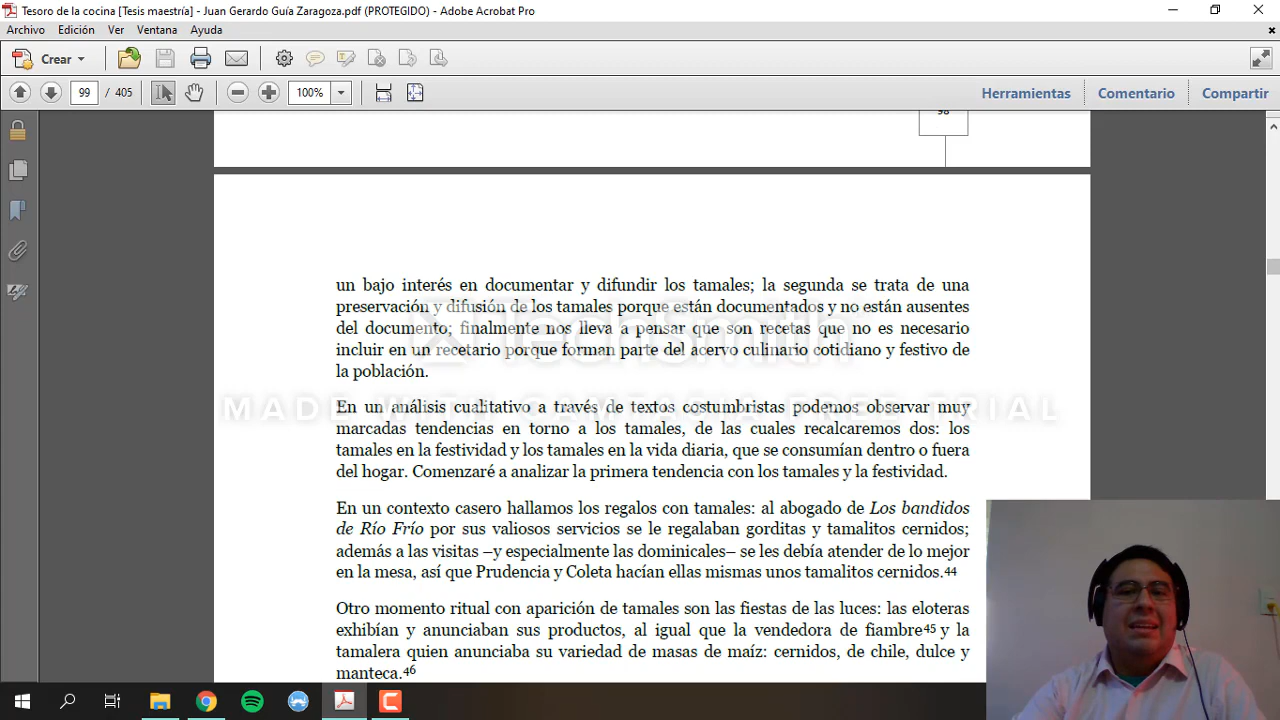 Tesoro de la cocina [Tesis maestría] - Juan Gerardo Guía Zaragoza.pdf (PROTEGIDO) - Adobe Acrobat Pro
Archivo Edición Ver Ventana Ayuda
Crear
99 / 405 100% Herramientas Comentario Compartir
98
un bajo interés en documentar y difundir los tamales; la segunda se trata de una
preservación y difusión de los tamales porque están documentados y no están ausentes
del documento; finalmente nos lleva a pensar que son recetas que no es necesario
incluir en un recetario porque forman parte del acervo culinario cotidiano y festivo de
la población.
TechSmith
MADE WITH CAMTASIA FREE TRIAL
En un análisis cualitativo a través de textos costumbristas podemos observar muy
marcadas tendencias en torno a los tamales, de las cuales recalcaremos dos: los
tamales en la festividad y los tamales en la vida diaria, que se consumían dentro o fuera
del hogar. Comenzaré a analizar la primera tendencia con los tamales y la festividad.
En un contexto casero hallamos los regalos con tamales: al abogado de Los bandidos
de Río Frío por sus valiosos servicios se le regalaban gorditas y tamalitos cernidos;
además a las visitas –y especialmente las dominicales– se les debía atender de lo mejor
en la mesa, así que Prudencia y Coleta hacían ellas mismas unos tamalitos cernidos.44
Otro momento ritual con aparición de tamales son las fiestas de las luces: las eloteras
exhibían y anunciaban sus productos, al igual que la vendedora de fiambre45 y la
tamalera quien anunciaba su variedad de masas de maíz: cernidos, de chile, dulce y
manteca.46